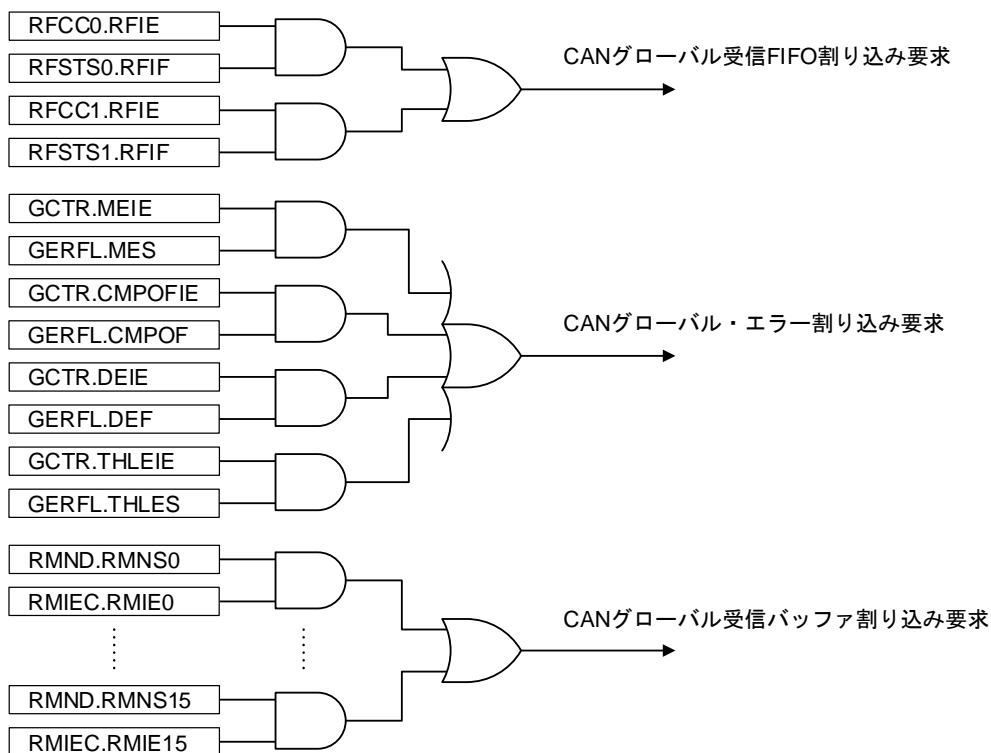 RFCC0.RFIE
RFSTS0.RFIF
RFCC1.RFIE
RFSTS1.RFIF
CANグローバル受信FIFO割り込み要求
GCTR.MEIE
GERFL.MES
GCTR.CMPOFIE
GERFL.CMPOF
GCTR.DEIE
GERFL.DEF
GCTR.THLEIE
GERFL.THLES
CANグローバル・エラー割り込み要求
RMND.RMNS0
RMIEC.RMIE0
RMND.RMNS15
RMIEC.RMIE15
CANグローバル受信バッファ割り込み要求